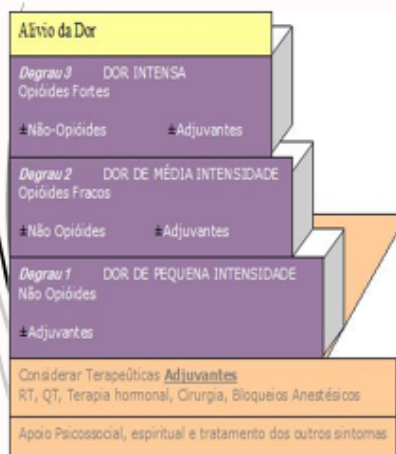 Alívio da Dor
Degrau 3 DOR INTENSA
Opióides Fortes
±Não-Opióides ±Adjuvantes
Degrau 2 DOR DE MÉDIA INTENSIDADE
Opióides Fracos
±Não Opióides ±Adjuvantes
Degrau 1 DOR DE PEQUENA INTENSIDADE
Não Opióides
±Adjuvantes
Considerar Terapeûticas Adjuvantes
RT, QT, Terapia hormonal, Cirurgia, Bloqueios Anestésicos
Apoio Psicossocial, espiritual e tratamento dos outros sintomas